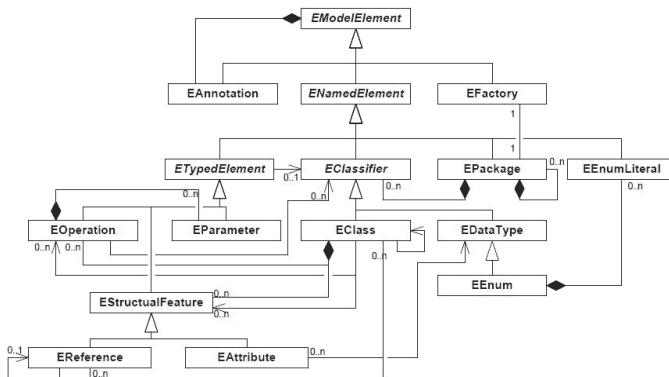 EModelElement
EAnnotation
ENamedElement
EFactory
1
1
0..n
ETypedElement
0..1
EClassifier
EPackage
EEnumLiteral
0..n
0..n
0..n
0..n
EOperation
EParameter
EClass
EDataType
0..n
0..n
0..n
EEnum
EStructualFeature
0..n
0..n
0..1
EReference
EAttribute
0..n
0..n